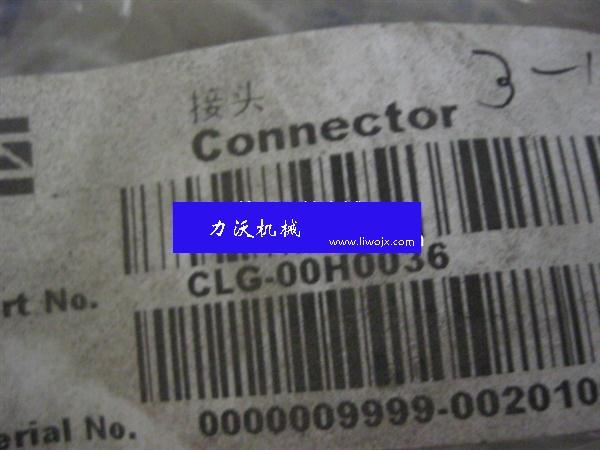 接头
3-1
Connector
力沃机械
www.liwojx.com
rt No.
CLG-00H0036
erial No.
0000009999-002010